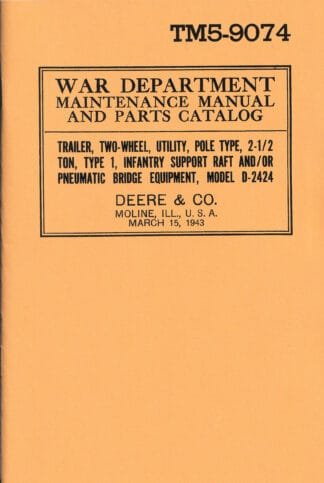 TM5-9074
WAR DEPARTMENT
MAINTENANCE MANUAL
AND PARTS CATALOG
TRAILER, TWO-WHEEL, UTILITY, POLE TYPE, 2-1/2
TON, TYPE 1, INFANTRY SUPPORT RAFT AND/OR
PNEUMATIC BRIDGE EQUIPMENT, MODEL D-2424
DEERE & CO.
MOLINE, ILL., U. S. A.
MARCH 15, 1943